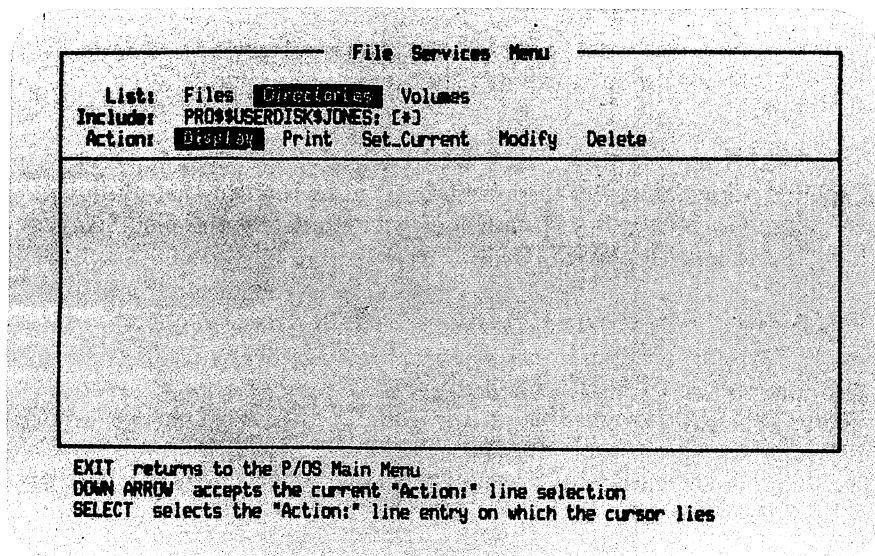 File Services Menu
List: Files Directories Volumes
Include: PRO$$USERDISK$JONES: [*]
Action: Display Print Set_Current Modify Delete
EXIT returns to the P/OS Main Menu
DOWN ARROW accepts the current "Action:" line selection
SELECT selects the "Action:" line entry on which the cursor lies